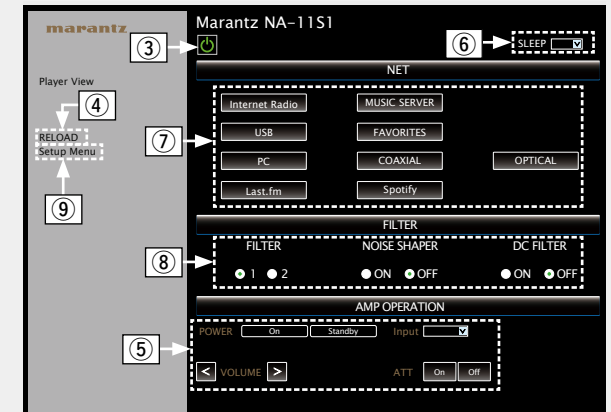 marantz
Marantz NA-11S1
③
⑥
SLEEP
NET
Player View
④
Internet Radio
MUSIC SERVER
RELOAD
⑦
USB
FAVORITES
Setup Menu
PC
COAXIAL
OPTICAL
Last.fm
Spotify
⑨
FILTER
FILTER
NOISE SHAPER
DC FILTER
⑧
1 2
ON OFF
ON OFF
AMP OPERATION
POWER On Standby Input
⑤
< VOLUME >
ATT On Off